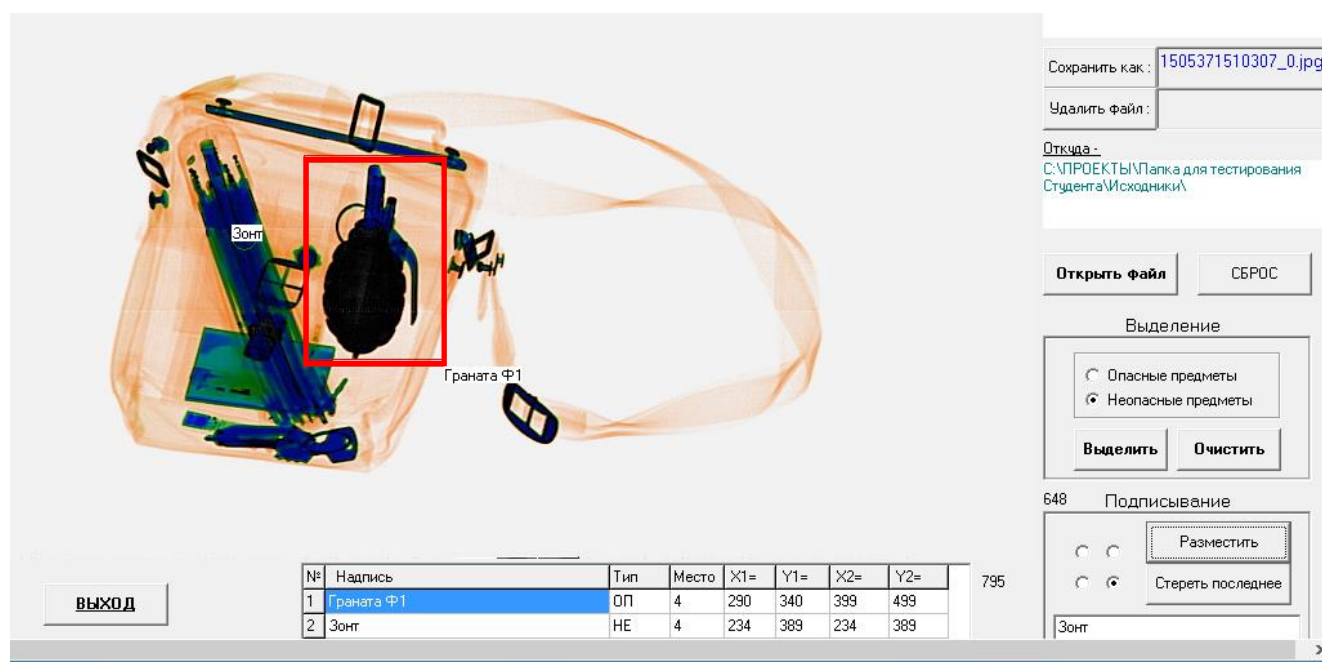 Сохранить как :
1505371510307_0.jpg
Удалить файл :
Откуда -
C:\ПРОЕКТЫ\Папка для тестирования
Студента\Исходники\
Зонт
Открыть файл
СБРОС
Выделение
Граната Ф1
Опасные предметы
Неопасные предметы
Выделить
Очистить
648
Подписывание
Разместить
Стереть последнее
Зонт
ВЫХОД
№ Надпись Тип Место X1= Y1= X2= Y2=
795
1 Граната Ф1 ОП 4 290 340 399 499
2 Зонт НЕ 4 234 389 234 389